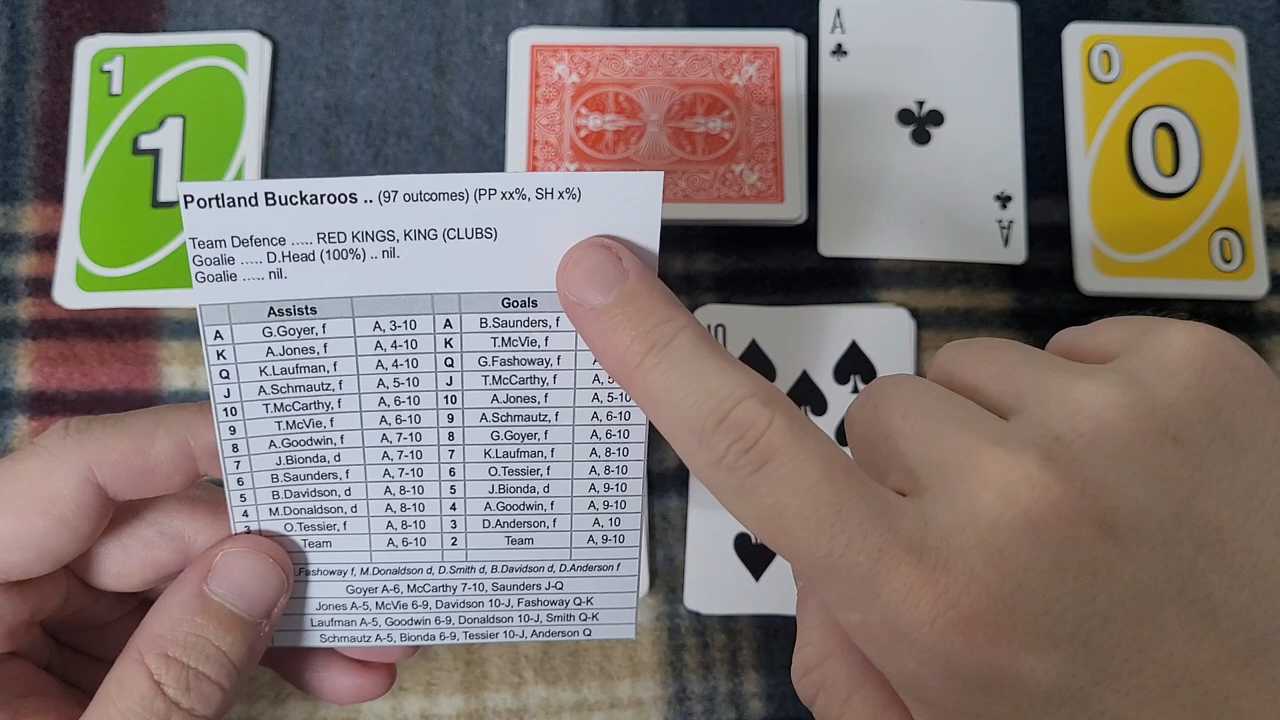 1
1
A
A
0
0
0
10
Portland Buckaroos .. (97 outcomes) (PP xx%, SH x%)
Team Defence ..... RED KINGS, KING (CLUBS)
Goalie ..... D.Head (100%) .. nil.
Goalie ..... nil.
Assists Goals
A G.Goyer, f A, 3-10 A B.Saunders, f
K A.Jones, f A, 4-10 K T.McVie, f
Q K.Laufman, f A, 4-10 Q G.Fashoway, f
J A.Schmautz, f A, 5-10 J T.McCarthy, f A, 5
10 T.McCarthy, f A, 6-10 10 A.Jones, f A, 5-10
9 T.McVie, f A, 6-10 9 A.Schmautz, f A, 6-10
8 A.Goodwin, f A, 7-10 8 G.Goyer, f A, 6-10
7 J.Bionda, d A, 7-10 7 K.Laufman, f A, 8-10
6 B.Saunders, f A, 7-10 6 O.Tessier, f A, 8-10
5 B.Davidson, d A, 8-10 5 J.Bionda, d A, 9-10
4 M.Donaldson, d A, 8-10 4 A.Goodwin, f A, 9-10
3 O.Tessier, f A, 8-10 3 D.Anderson, f A, 10
Team A, 6-10 2 Team A, 9-10
.Fashoway f, M.Donaldson d, D.Smith d, B.Davidson d, D.Anderson f
Goyer A-6, McCarthy 7-10, Saunders J-Q
Jones A-5, McVie 6-9, Davidson 10-J, Fashoway Q-K
Laufman A-5, Goodwin 6-9, Donaldson 10-J, Smith Q-K
Schmautz A-5, Bionda 6-9, Tessier 10-J, Anderson Q